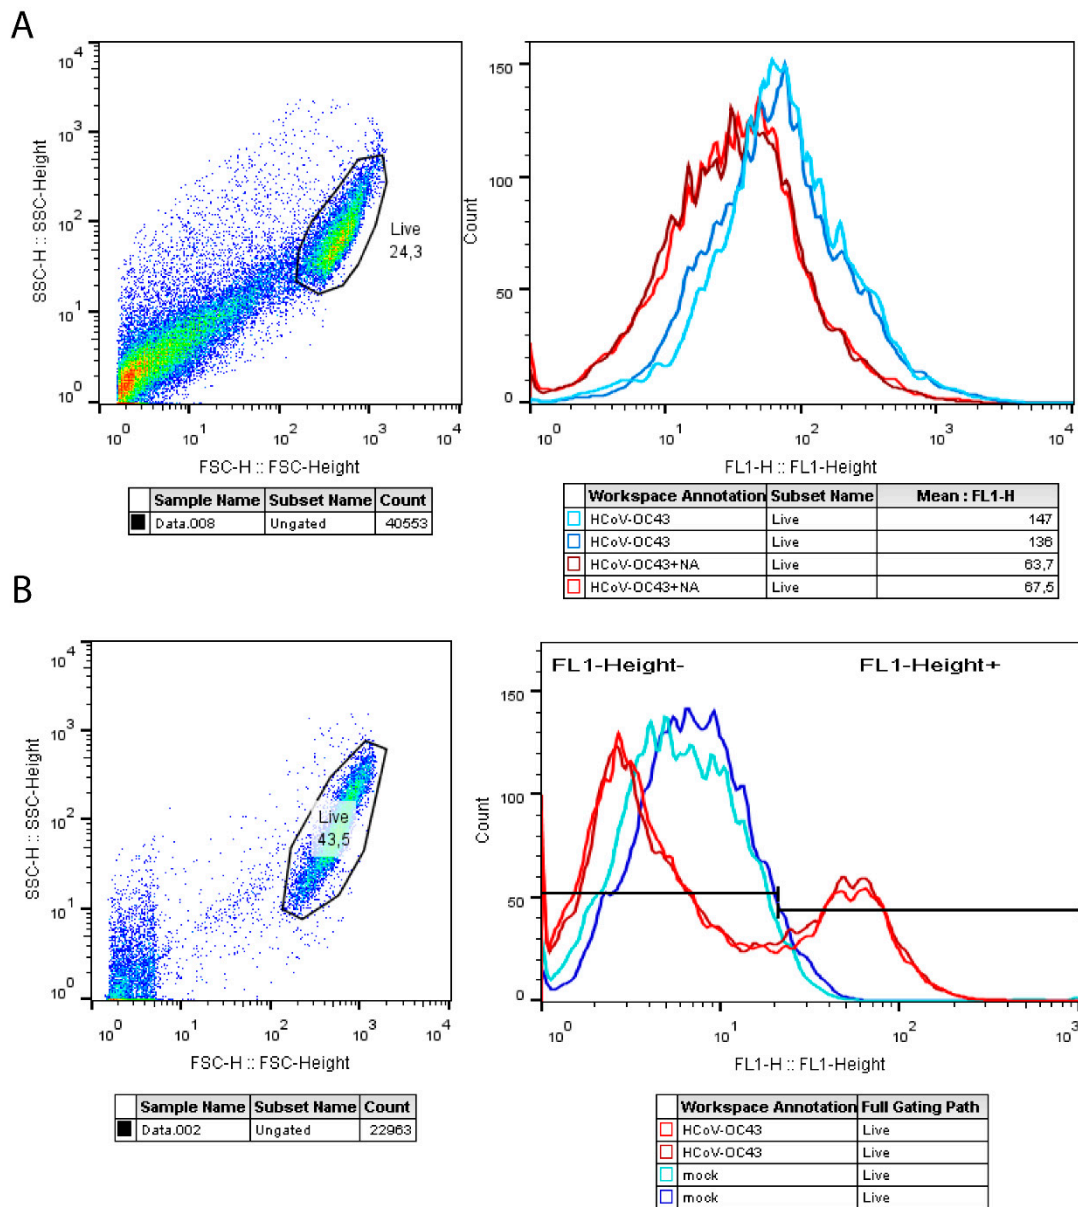 A
10^4
10^3
10^2
10^1
10^0
SSC-H :: SSC-Height
Live
24,3
10^0 10^1 10^2 10^3 10^4
FSC-H :: FSC-Height
Sample Name Subset Name Count
Data.008 Ungated 40553
150
100
50
0
Count
10^0 10^1 10^2 10^3 10^4
FL1-H :: FL1-Height
Workspace Annotation Subset Name Mean : FL1-H
HCoV-OC43 Live 147
HCoV-OC43 Live 136
HCoV-OC43+NA Live 63,7
HCoV-OC43+NA Live 67,5
B
10^4
10^3
10^2
10^1
10^0
SSC-H :: SSC-Height
Live
43,5
10^0 10^1 10^2 10^3 10^4
FSC-H :: FSC-Height
Sample Name Subset Name Count
Data.002 Ungated 22963
FL1-Height- FL1-Height+
150
100
50
0
Count
10^0 10^1 10^2 10^3
FL1-H :: FL1-Height
Workspace Annotation Full Gating Path
HCoV-OC43 Live
HCoV-OC43 Live
mock Live
mock Live